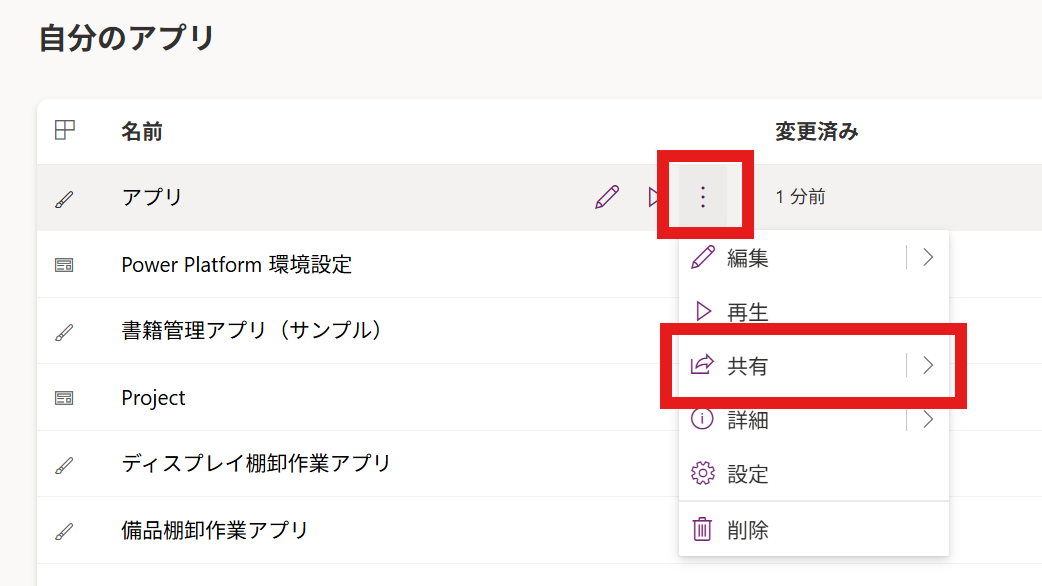 自分のアプリ
名前 変更済み
アプリ 1 分前
Power Platform 環境設定
編集
再生
書籍管理アプリ（サンプル）
共有
Project
詳細
ディスプレイ棚卸作業アプリ
設定
備品棚卸作業アプリ
削除